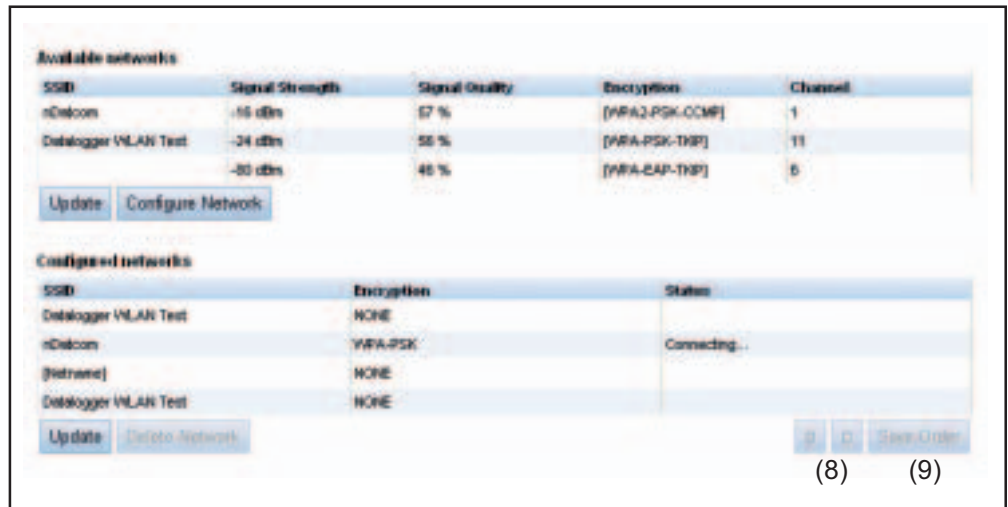 Available networks
SSID Signal Strength Signal Quality Encryption Channel
nDatcom -16 dBm 57 % [WPA2-PSK-CCMP] 1
Datalogger WLAN Test -24 dBm 56 % [WPA-PSK-TKIP] 11
-80 dBm 46 % [WPA-EAP-TKIP] 6
Update Configure Network
Configured networks
SSID Encryption Status
Datalogger WLAN Test NONE
nDatcom WPA-PSK Connecting...
[Netname] NONE
Datalogger WLAN Test NONE
Update Delete Network Save Order
(8) (9)